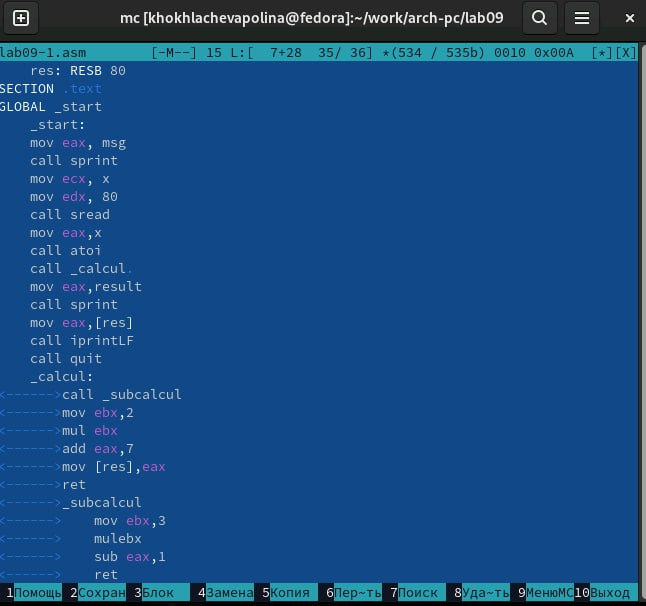 mc [khokhlachevapolina@fedora]:~/work/arch-pc/lab09
lab09-1.asm [-M--] 15 L:[ 7+28 35/ 36] *(534 / 535b) 0010 0x00A [*][X]
res: RESB 80
SECTION .text
GLOBAL _start
_start:
mov eax, msg
call sprint
mov ecx, x
mov edx, 80
call sread
mov eax,x
call atoi
call _calcul.
mov eax,result
call sprint
mov eax,[res]
call iprintLF
call quit
_calcul:
<------>call _subcalcul
<------>mov ebx,2
<------>mul ebx
<------>add eax,7
<------>mov [res],eax
<------>ret
<------>_subcalcul
<------> mov ebx,3
<------> mulebx
<------> sub eax,1
<------> ret
1Помощь 2Сохран 3Блок 4Замена 5Копия 6Пер~ть 7Поиск 8Уда~ть 9МенюMC 10Выход